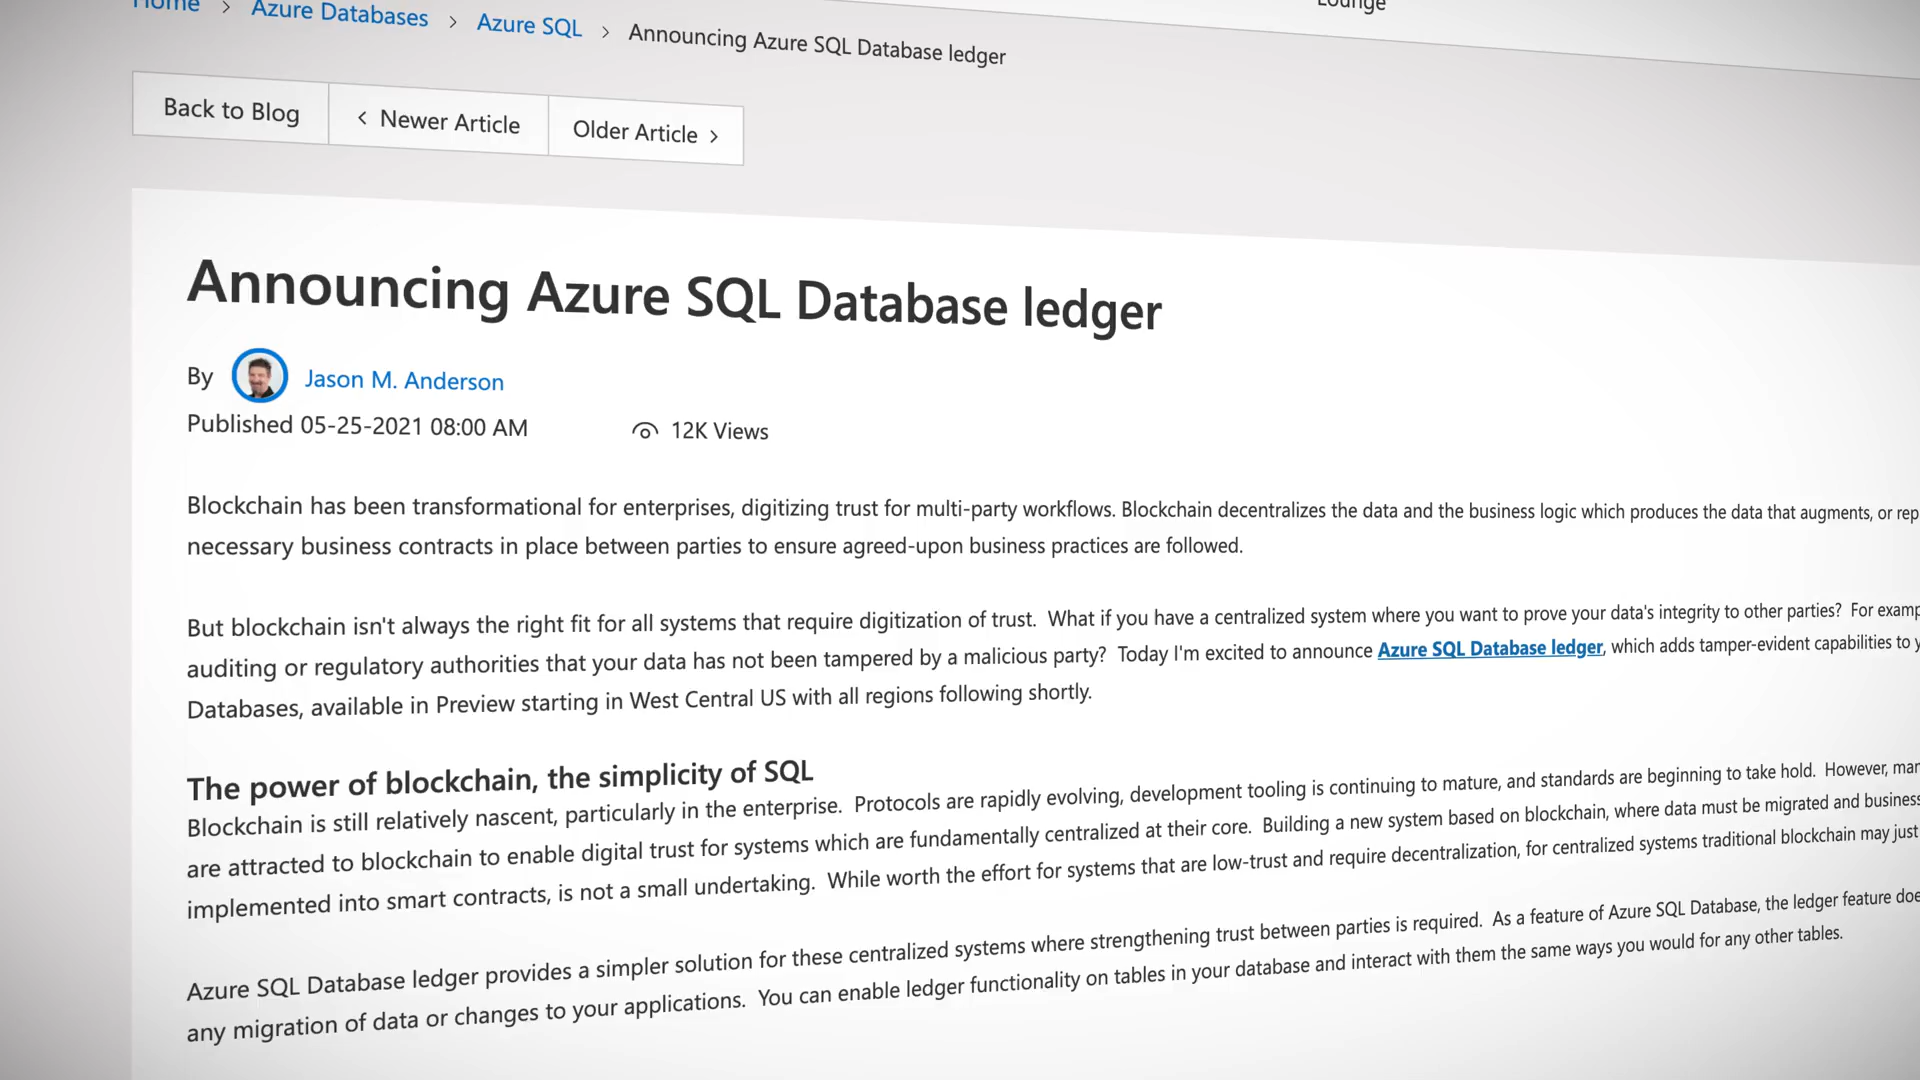 Home > Azure Databases > Azure SQL > Announcing Azure SQL Database ledger
Lounge
Back to Blog
< Newer Article
Older Article >
Announcing Azure SQL Database ledger
By Jason M. Anderson
Published 05-25-2021 08:00 AM
12K Views
Blockchain has been transformational for enterprises, digitizing trust for multi-party workflows. Blockchain decentralizes the data and the business logic which produces the data that augments, or rep
necessary business contracts in place between parties to ensure agreed-upon business practices are followed.
But blockchain isn't always the right fit for all systems that require digitization of trust. What if you have a centralized system where you want to prove your data's integrity to other parties? For examp
auditing or regulatory authorities that your data has not been tampered by a malicious party? Today I'm excited to announce Azure SQL Database ledger, which adds tamper-evident capabilities to y
Databases, available in Preview starting in West Central US with all regions following shortly.
The power of blockchain, the simplicity of SQL
Blockchain is still relatively nascent, particularly in the enterprise. Protocols are rapidly evolving, development tooling is continuing to mature, and standards are beginning to take hold. However, man
are attracted to blockchain to enable digital trust for systems which are fundamentally centralized at their core. Building a new system based on blockchain, where data must be migrated and business
implemented into smart contracts, is not a small undertaking. While worth the effort for systems that are low-trust and require decentralization, for centralized systems traditional blockchain may just
Azure SQL Database ledger provides a simpler solution for these centralized systems where strengthening trust between parties is required. As a feature of Azure SQL Database, the ledger feature doe
any migration of data or changes to your applications. You can enable ledger functionality on tables in your database and interact with them the same ways you would for any other tables.